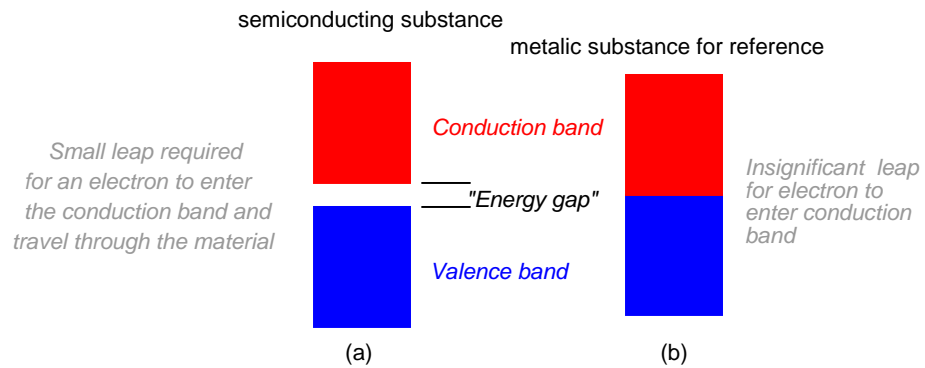 semiconducting substance
metalic substance for reference
Small leap required
for an electron to enter
the conduction band and
travel through the material
Conduction band
"Energy gap"
Valence band
Insignificant leap
for electron to
enter conduction
band
(a)
(b)